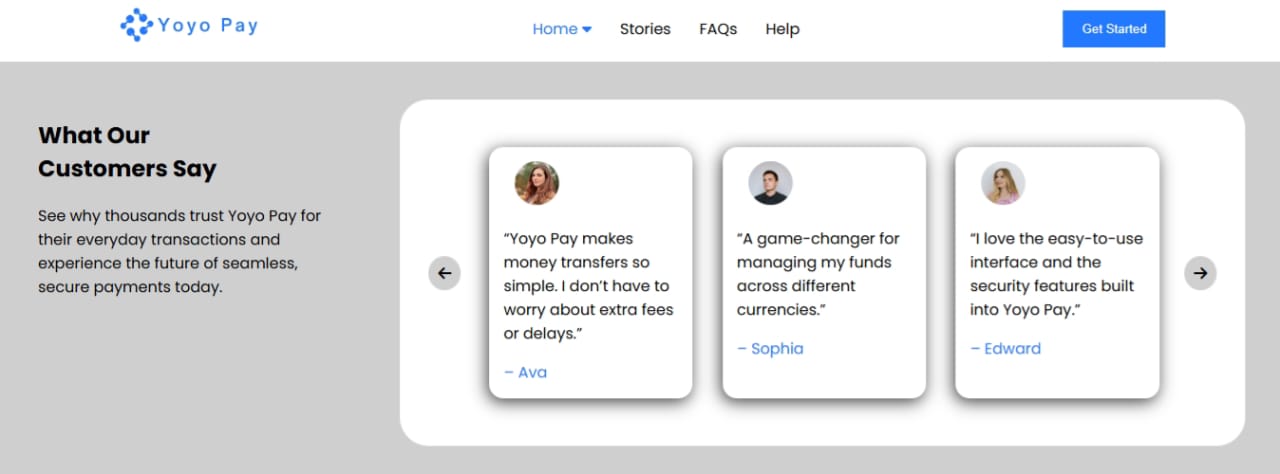 Yoyo Pay
Home
Stories
FAQs
Help
Get Started
What Our
Customers Say
See why thousands trust Yoyo Pay for
their everyday transactions and
experience the future of seamless,
secure payments today.
“Yoyo Pay makes
money transfers so
simple. I don’t have to
worry about extra fees
or delays.”
– Ava
“A game-changer for
managing my funds
across different
currencies.”
– Sophia
“I love the easy-to-use
interface and the
security features built
into Yoyo Pay.”
– Edward